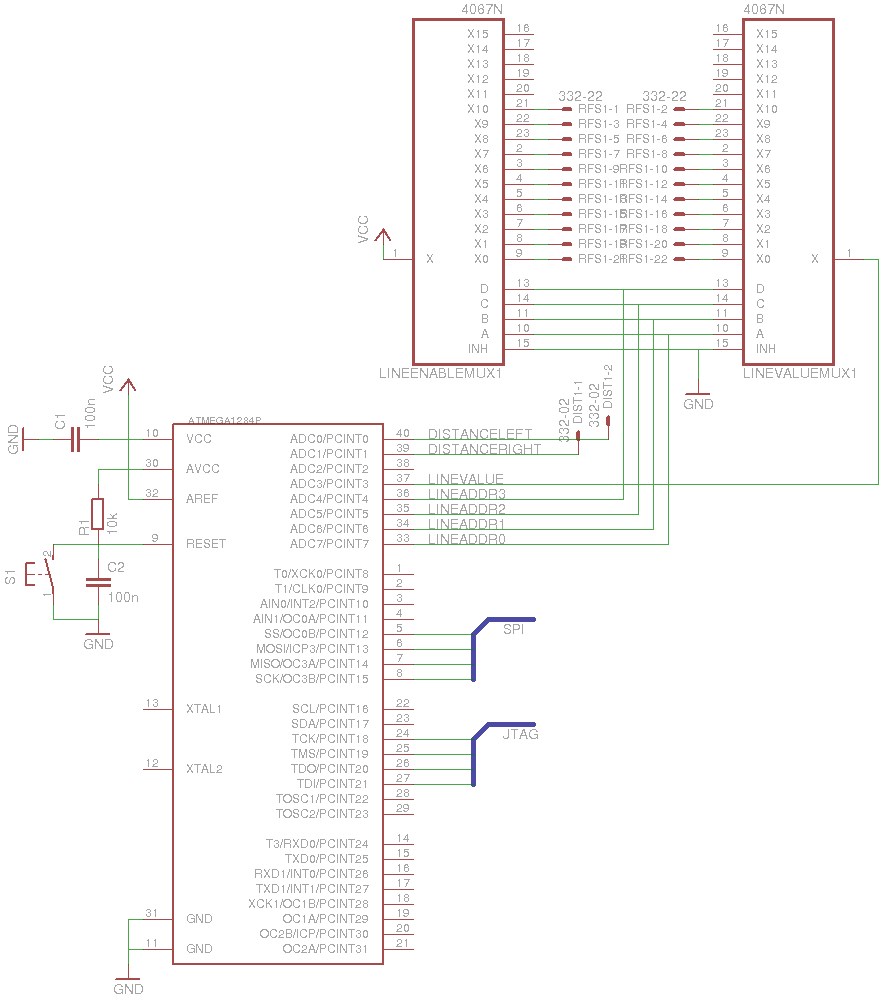 4067N
X15 16
X14 17
X13 18
X12 19
X11 20
X10 21
X9 22
X8 23
X7 2
X6 3
X5 4
X4 5
X3 6
X2 7
X1 8
X0 9
VCC
1 X
D 13
C 14
B 11
A 10
INH 15
LINEENABLEMUX1
332-22 332-22
RFS1-1 RFS1-2
RFS1-3 RFS1-4
RFS1-5 RFS1-6
RFS1-7 RFS1-8
RFS1-9 RFS1-10
RFS1-12
RFS1-14
RFS1-16
RFS1-18
RFS1-20
RFS1-22
4067N
16 X15
17 X14
18 X13
19 X12
20 X11
21 X10
22 X9
23 X8
2 X7
3 X6
4 X5
5 X4
6 X3
7 X2
8 X1
9 X0
X 1
13 D
14 C
11 B
10 A
15 INH
LINEVALUEMUX1
GND
332-02
DIST1-1
332-02
DIST1-2
VCC
GND
C1
100n
R1
10k
S1
2
1
C2
100n
GND
ATMEGA1284P
10 VCC
30 AVCC
32 AREF
9 RESET
13 XTAL1
12 XTAL2
31 GND
11 GND
GND
ADC0/PCINT0 40 DISTANCELEFT
ADC1/PCINT1 39 DISTANCERIGHT
ADC2/PCINT2 38
ADC3/PCINT3 37 LINEVALUE
ADC4/PCINT4 36 LINEADDR3
ADC5/PCINT5 35 LINEADDR2
ADC6/PCINT6 34 LINEADDR1
ADC7/PCINT7 33 LINEADDR0
T0/XCK0/PCINT8 1
T1/CLK0/PCINT9 2
AIN0/INT2/PCINT10 3
AIN1/OC0A/PCINT11 4
SS/OC0B/PCINT12 5
MOSI/ICP3/PCINT13 6
MISO/OC3A/PCINT14 7
SCK/OC3B/PCINT15 8
SPI
SCL/PCINT16 22
SDA/PCINT17 23
TCK/PCINT18 24
TMS/PCINT19 25
TDO/PCINT20 26
TDI/PCINT21 27
TOSC1/PCINT22 28
TOSC2/PCINT23 29
JTAG
T3/RXD0/PCINT24 14
TXD0/PCINT25 15
RXD1/INT0/PCINT26 16
TXD1/INT1/PCINT27 17
XCK1/OC1B/PCINT28 18
OC1A/PCINT29 19
OC2B/ICP/PCINT30 20
OC2A/PCINT31 21